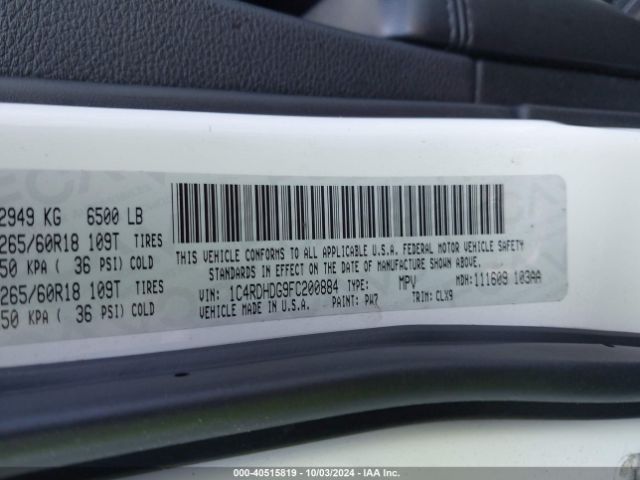 2949 KG 6500 LB
265/60R18 109T TIRES
50 KPA ( 36 PSI) COLD
265/60R18 109T TIRES
50 KPA ( 36 PSI) COLD
THIS VEHICLE CONFORMS TO ALL APPLICABLE U.S.A. FEDERAL MOTOR VEHICLE SAFETY
STANDARDS IN EFFECT ON THE DATE OF MANUFACTURE SHOWN ABOVE.
VIN: 1C4RDHDG9FC200884 TYPE: MPV MDH: 111609 103AA
VEHICLE MADE IN U.S.A. PAINT: PW7 TRIM: CLX9
000-40515819 | 10/03/2024 | IAA Inc.